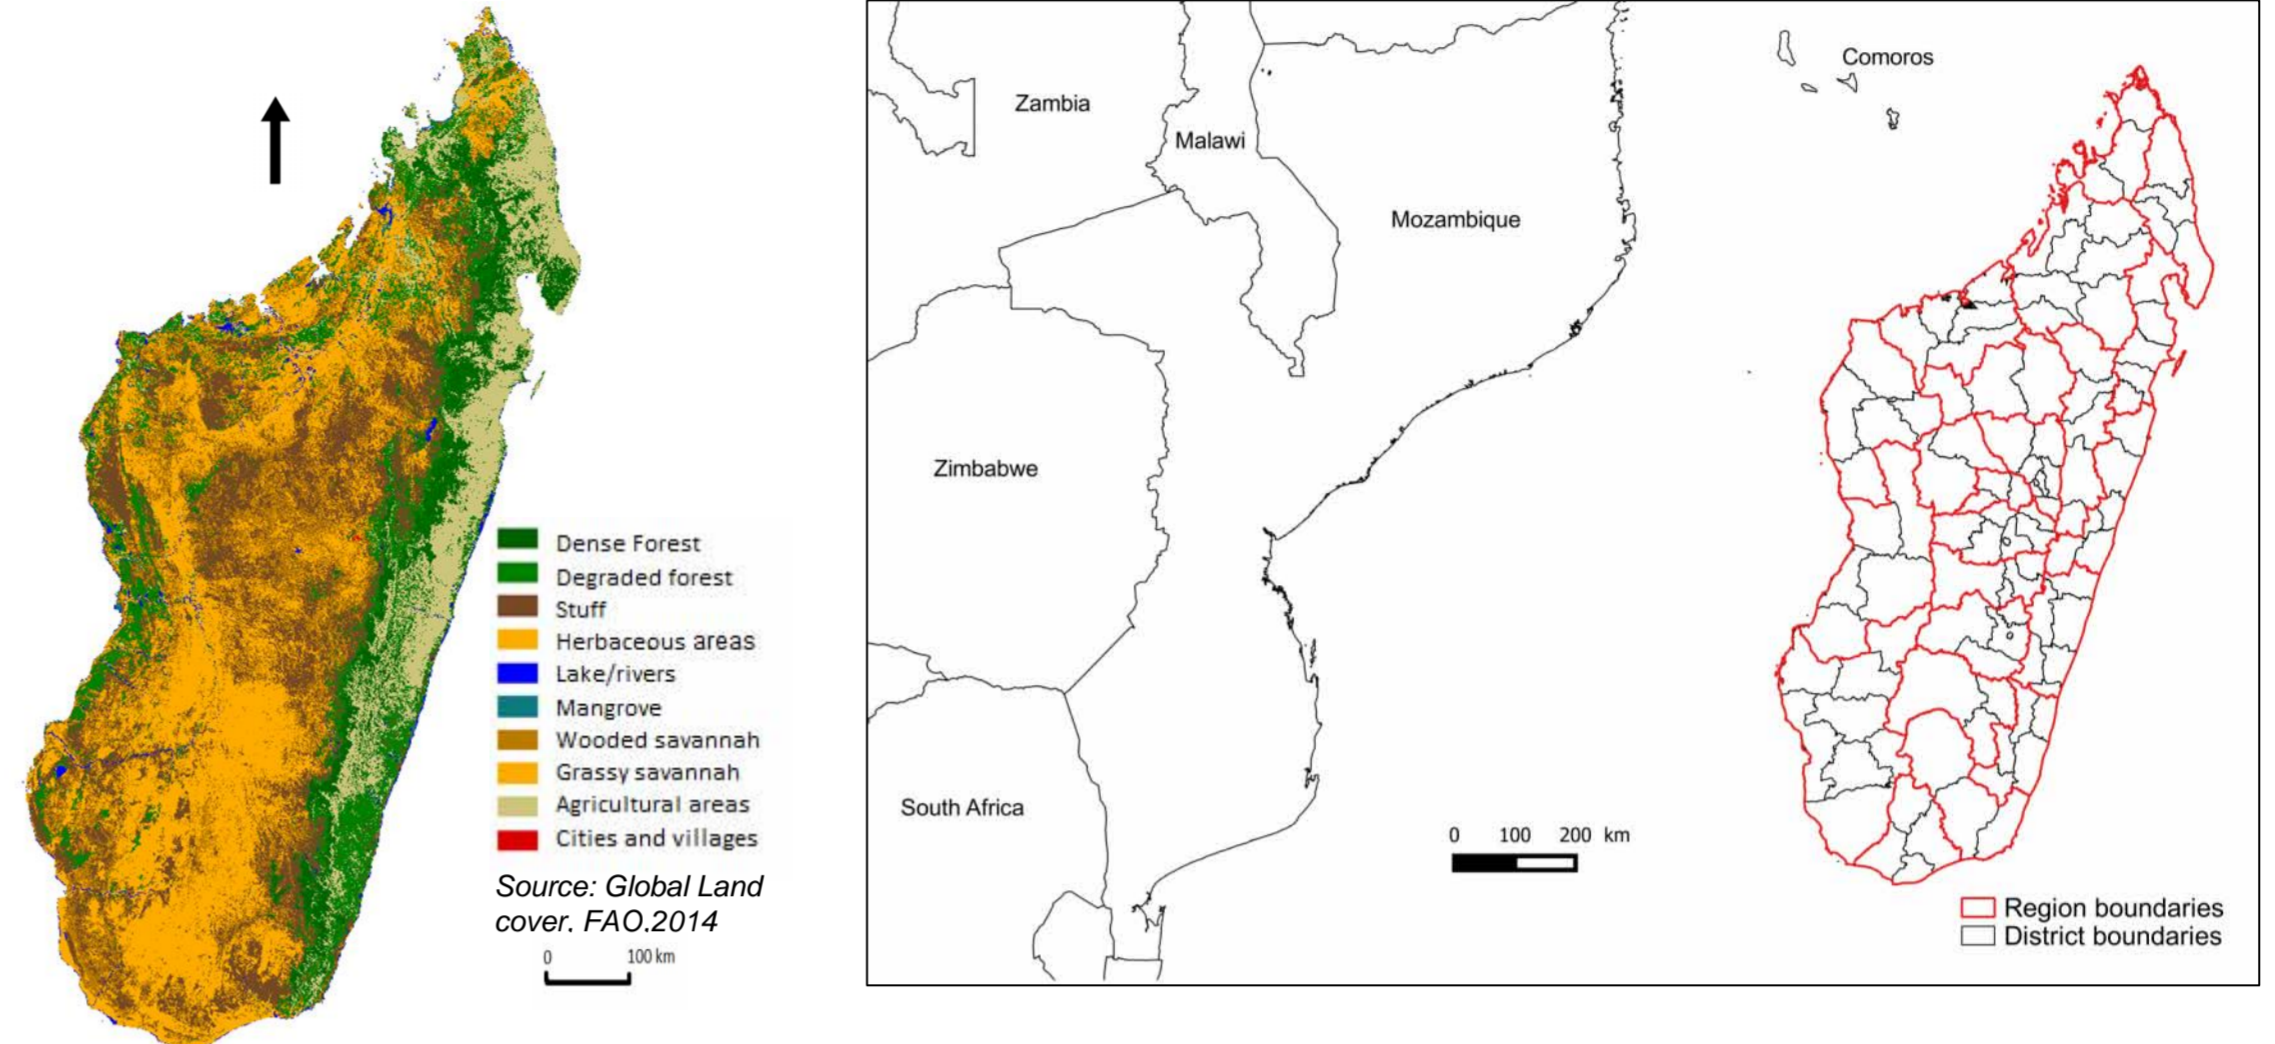 Dense Forest
Degraded forest
Stuff
Herbaceous areas
Lake/rivers
Mangrove
Wooded savannah
Grassy savannah
Agricultural areas
Cities and villages
Source: Global Land
cover. FAO.2014
0 100 km
Comoros
Zambia
Malawi
Mozambique
Zimbabwe
South Africa
0 100 200 km
Region boundaries
District boundaries